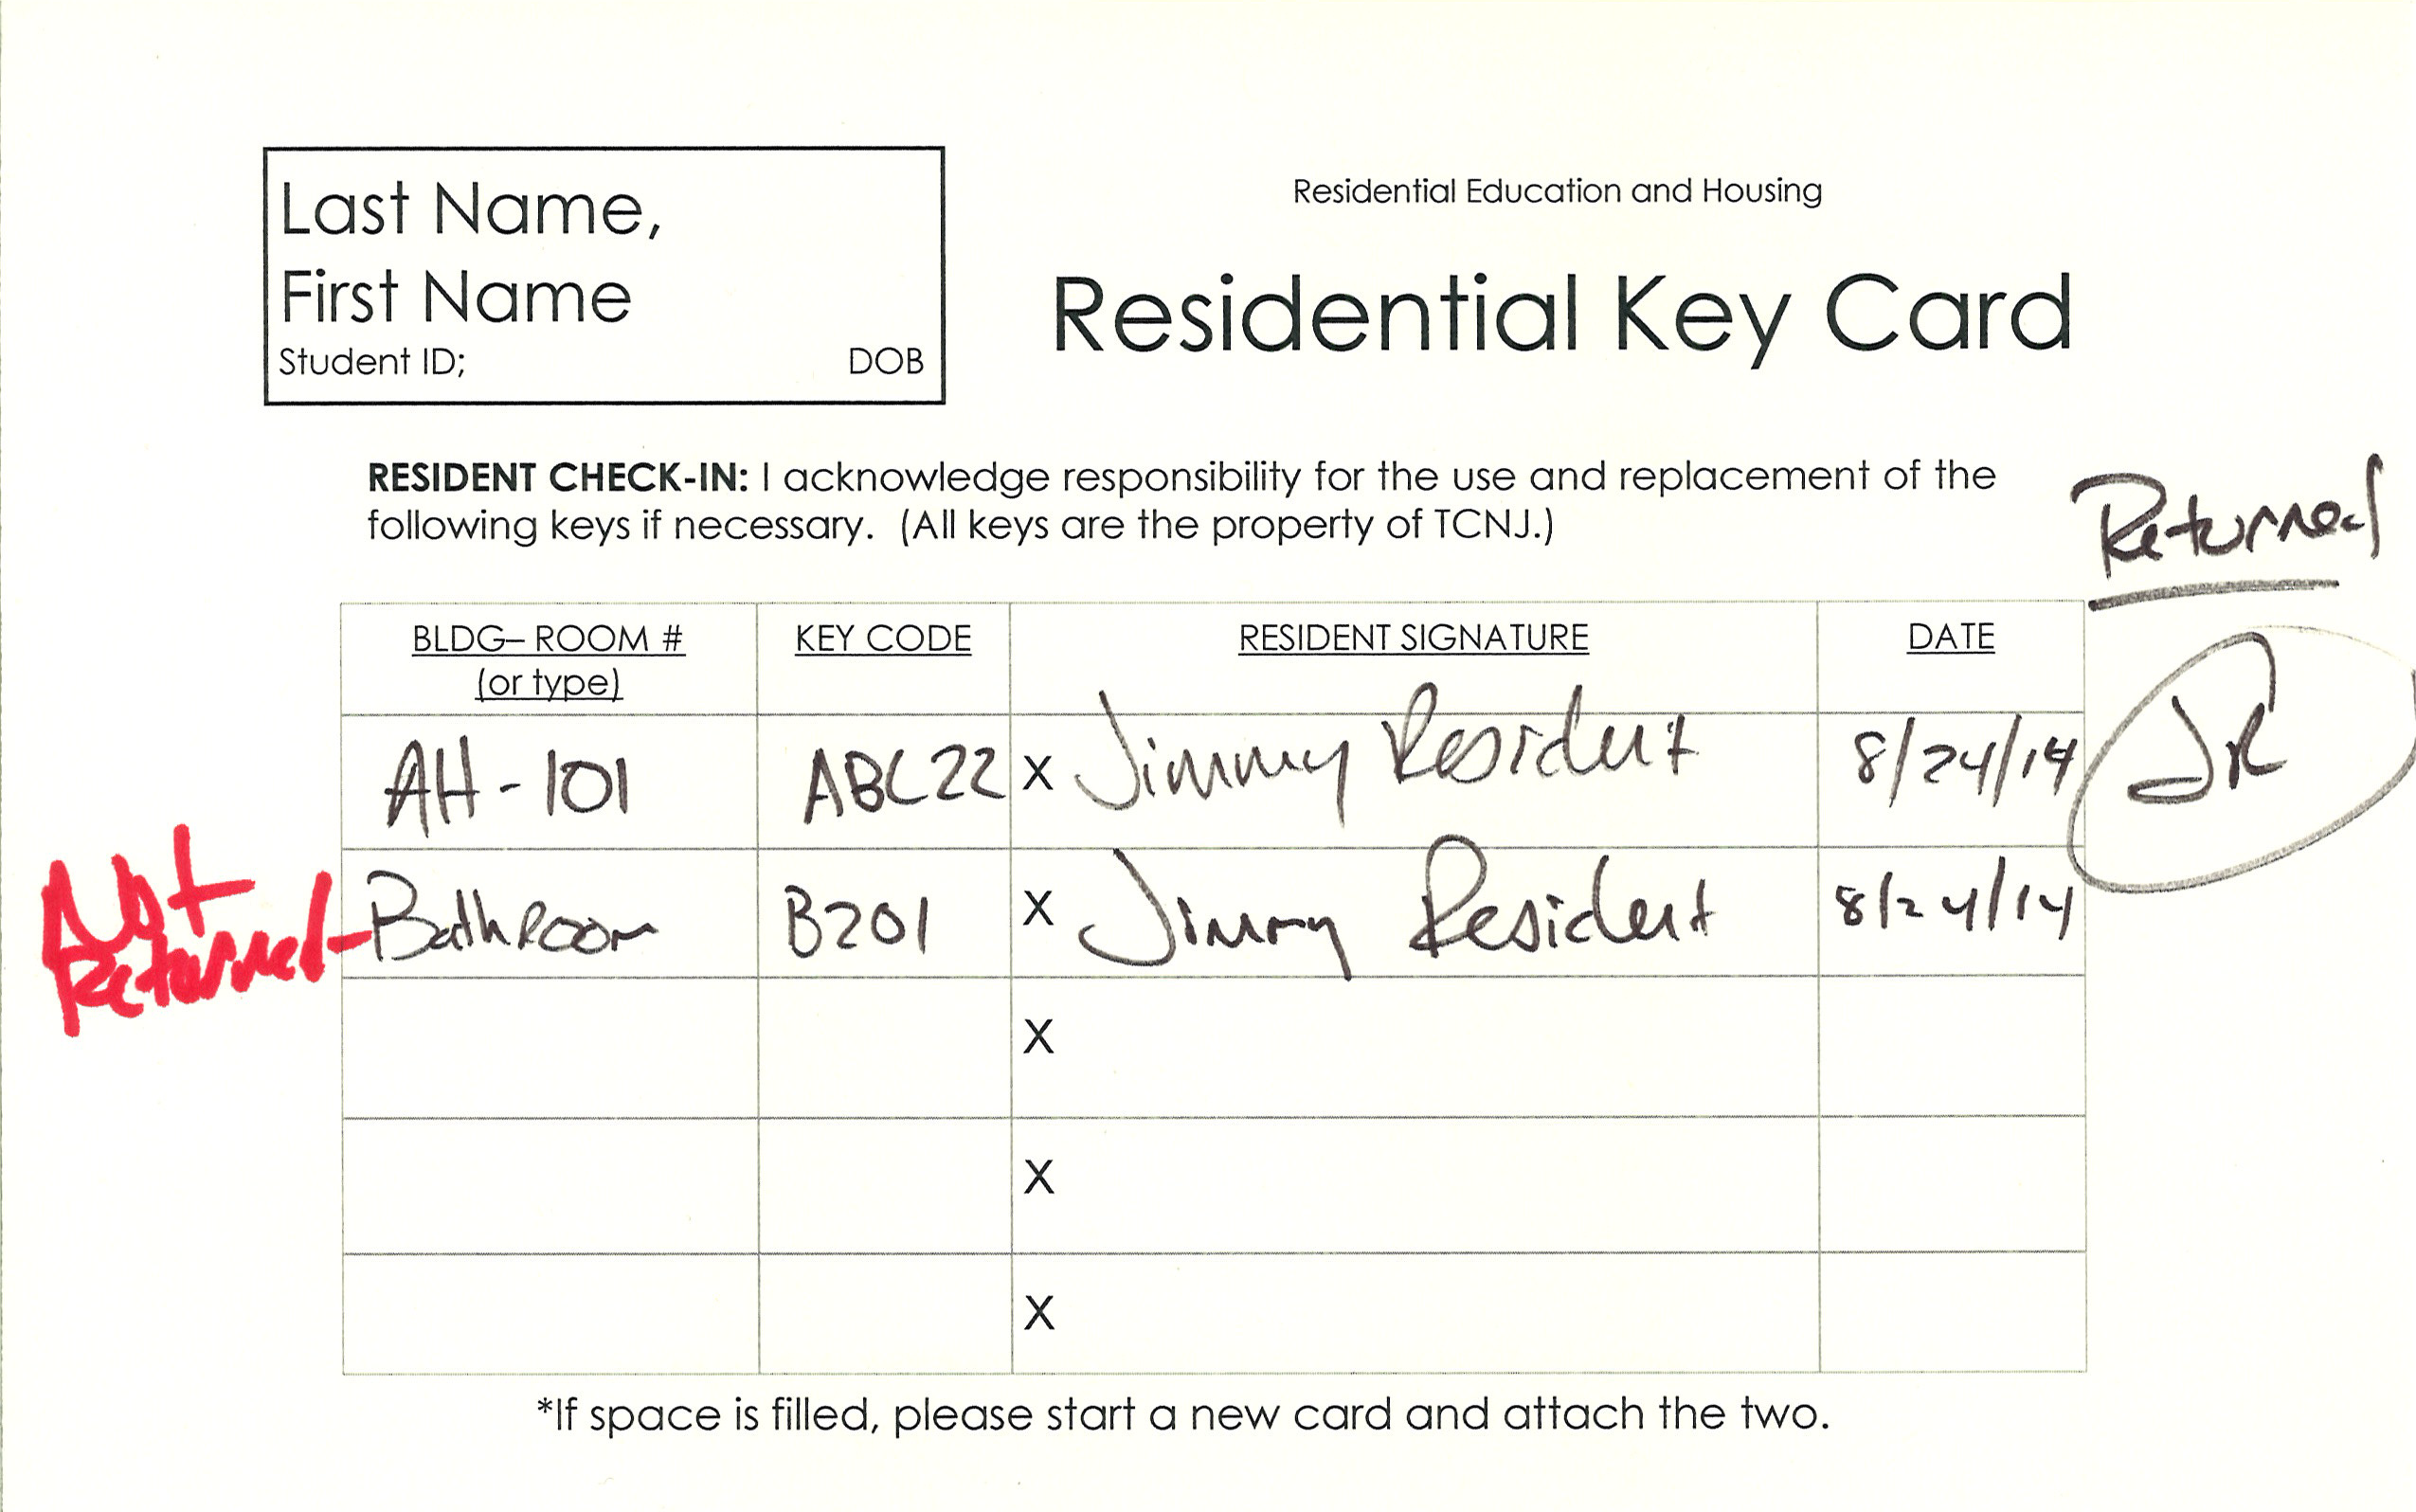 Last Name,
First Name
Student ID; DOB
Residential Education and Housing
Residential Key Card
RESIDENT CHECK-IN: I acknowledge responsibility for the use and replacement of the
following keys if necessary. (All keys are the property of TCNJ.)
Returned
BLDG– ROOM # KEY CODE RESIDENT SIGNATURE DATE
(or type)
AH - 101 ABC22 X Jimmy Resident 8/24/14 JR
Not
Returned- Bathroom B201 X Jimmy Resident 8/24/14
X
X
X
*If space is filled, please start a new card and attach the two.